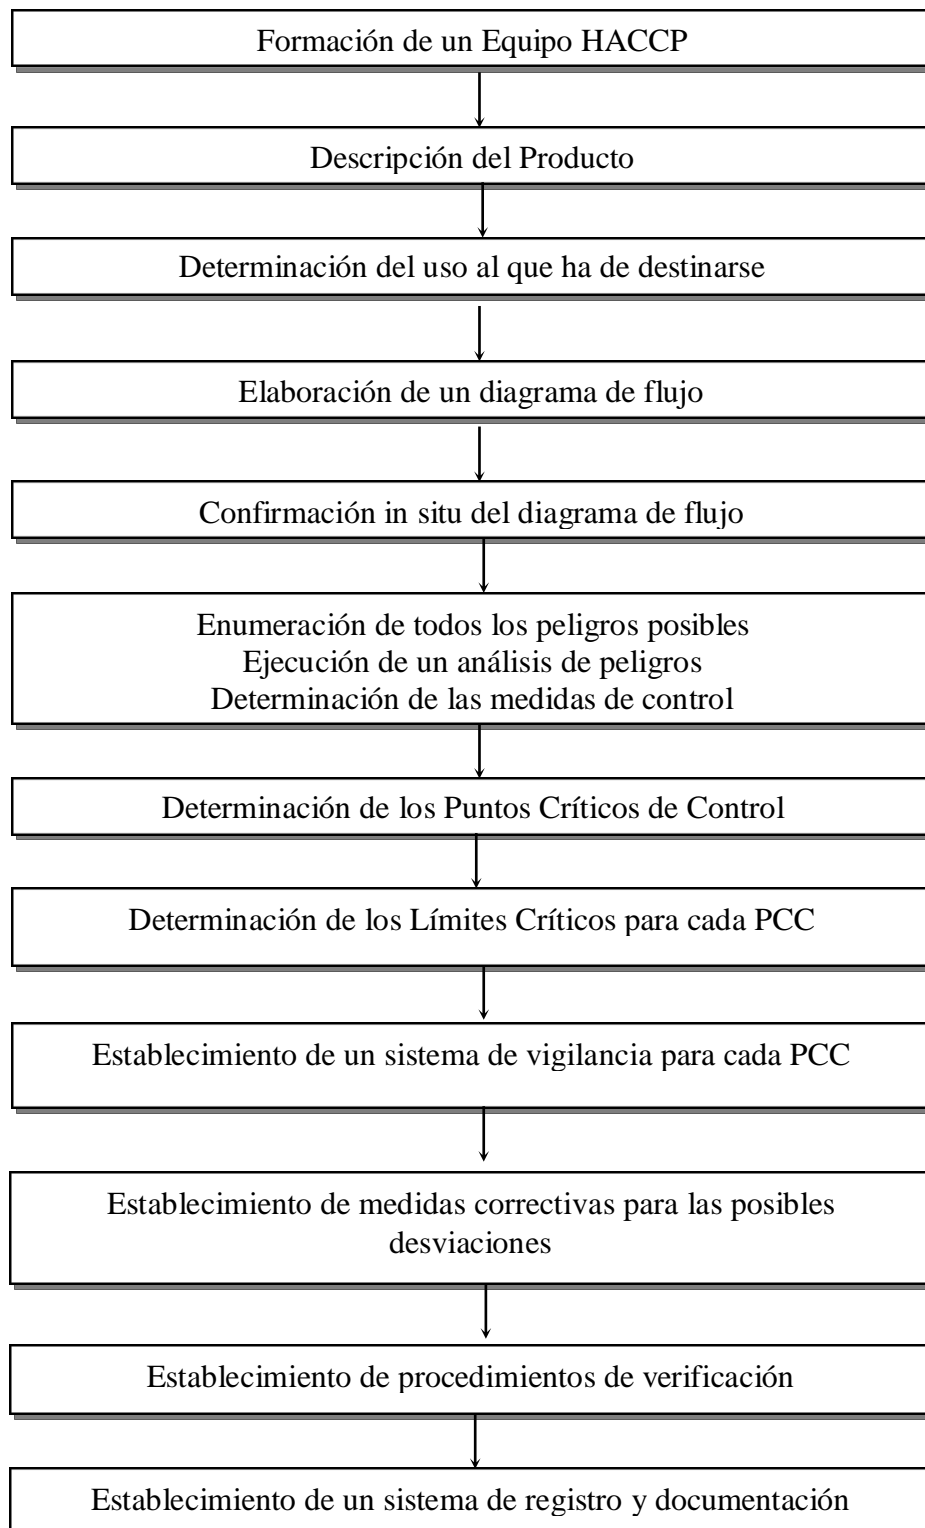 Formación de un Equipo HACCP
Descripción del Producto
Determinación del uso al que ha de destinarse
Elaboración de un diagrama de flujo
Confirmación in situ del diagrama de flujo
Enumeración de todos los peligros posibles
Ejecución de un análisis de peligros
Determinación de las medidas de control
Determinación de los Puntos Críticos de Control
Determinación de los Límites Críticos para cada PCC
Establecimiento de un sistema de vigilancia para cada PCC
Establecimiento de medidas correctivas para las posibles
desviaciones
Establecimiento de procedimientos de verificación
Establecimiento de un sistema de registro y documentación